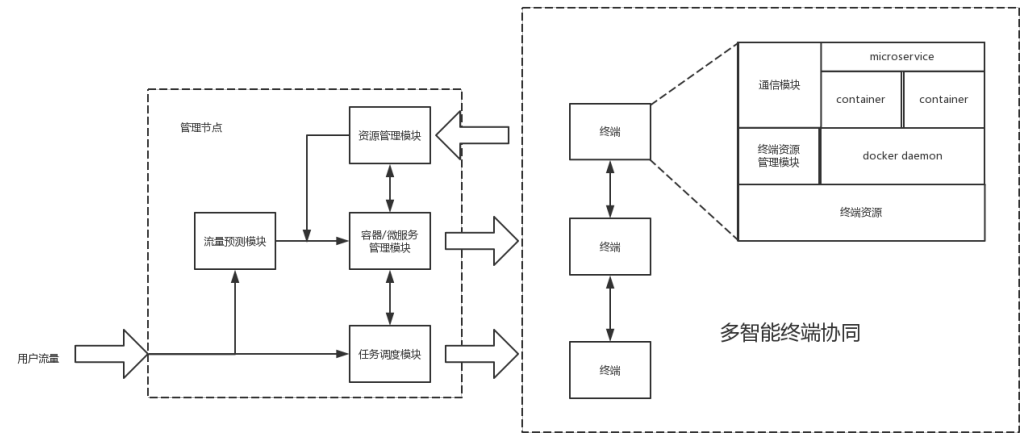 管理节点
资源管理模块
流量预测模块
容器/微服务
管理模块
用户流量
任务调度模块
终端
终端
终端
通信模块
microservice
container
container
终端资源
管理模块
docker daemon
终端资源
多智能终端协同